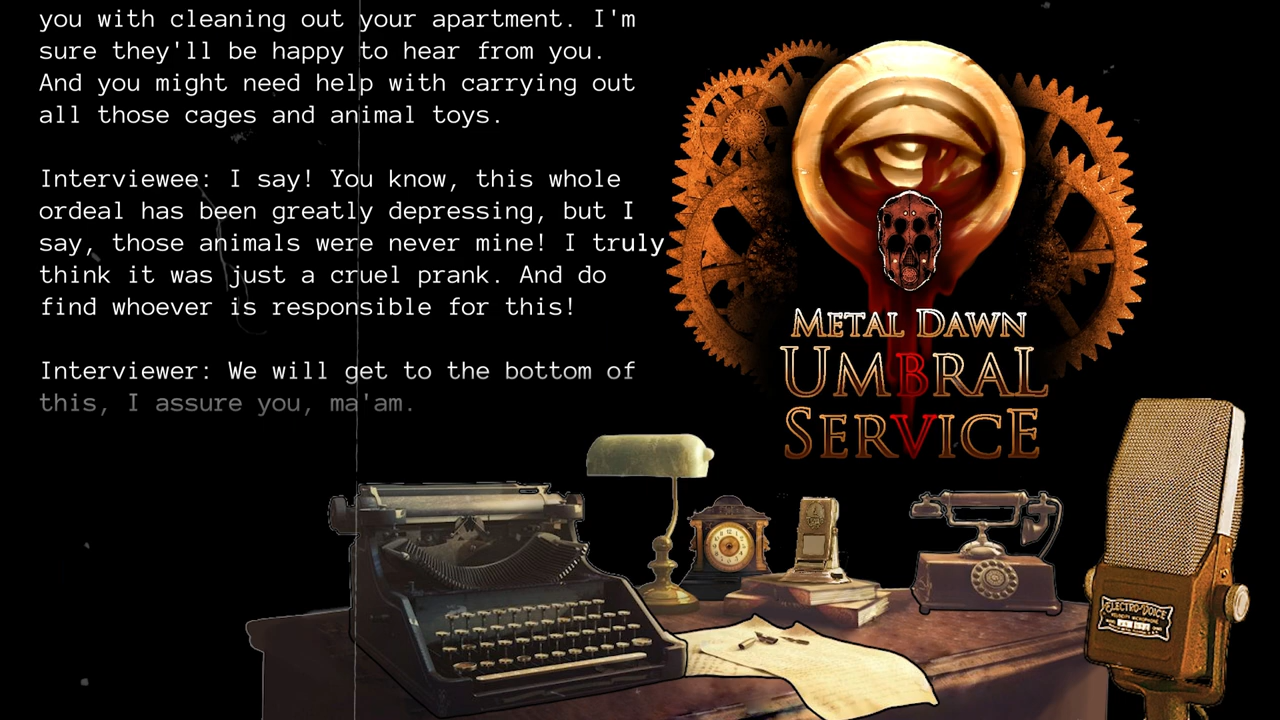 you with cleaning out your apartment. I'm
sure they'll be happy to hear from you.
And you might need help with carrying out
all those cages and animal toys.
Interviewee: I say! You know, this whole
ordeal has been greatly depressing, but I
say, those animals were never mine! I truly
think it was just a cruel prank. And do
find whoever is responsible for this!
Interviewer: We will get to the bottom of
this, I assure you, ma'am.
METAL DAWN
UMBRAL
SERVICE
ELECTRO-VOICE